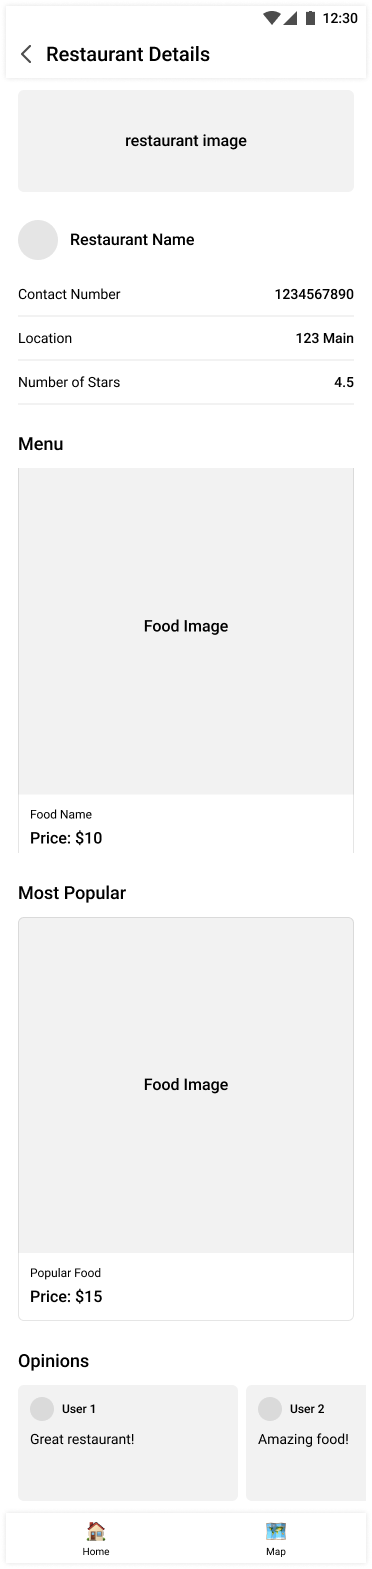 12:30
Restaurant Details
restaurant image
Restaurant Name
Contact Number 1234567890
Location 123 Main
Number of Stars 4.5
Menu
Food Image
Food Name
Price: $10
Most Popular
Food Image
Popular Food
Price: $15
Opinions
User 1
Great restaurant!
User 2
Amazing food!
Home
Map